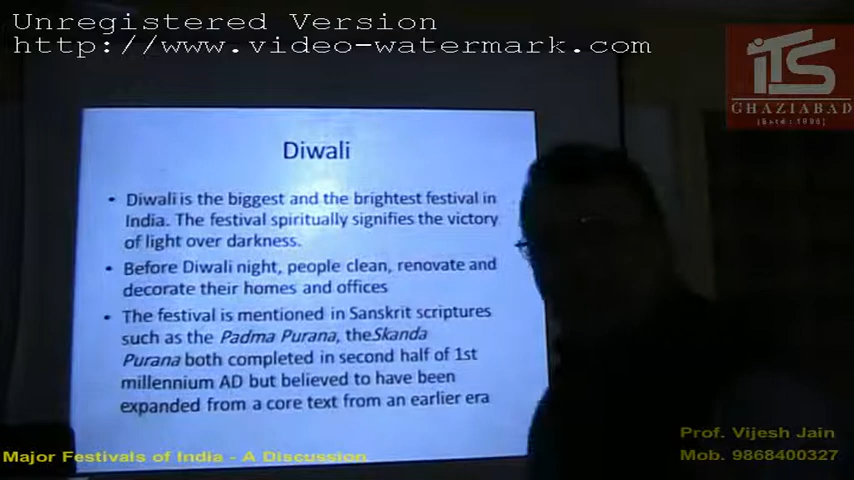 Unregistered Version
http://www.video-watermark.com
iTS
GHAZIABAD
(Estd : 1995)
Diwali
• Diwali is the biggest and the brightest festival in
India. The festival spiritually signifies the victory
of light over darkness.
• Before Diwali night, people clean, renovate and
decorate their homes and offices
• The festival is mentioned in Sanskrit scriptures
such as the Padma Purana, theSkanda
Purana both completed in second half of 1st
millennium AD but believed to have been
expanded from a core text from an earlier era
Prof. Vijesh Jain
Major Festivals of India - A Discussion
Mob. 9868400327